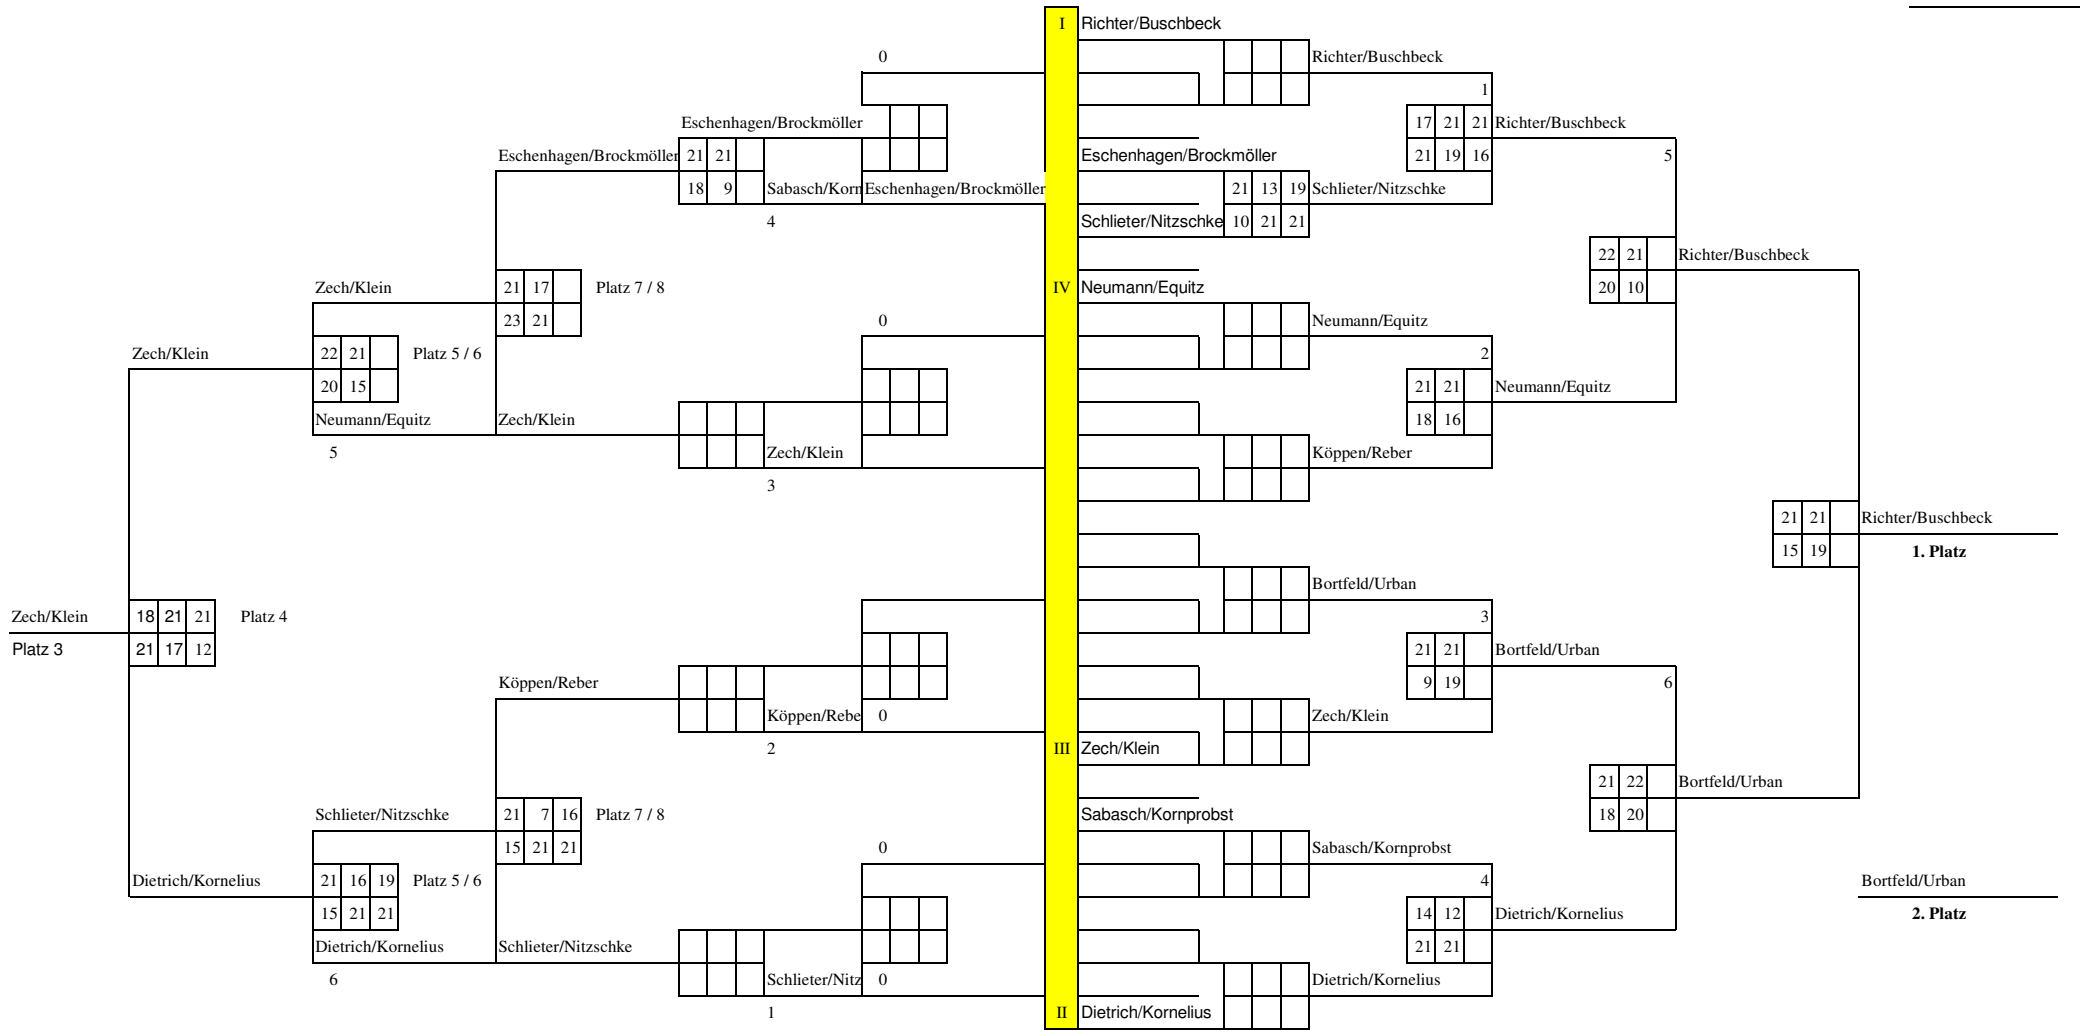 I Richter/Buschbeck
0 Richter/Buschbeck
1
Eschenhagen/Brockmöller 17 21 21 Richter/Buschbeck
Eschenhagen/Brockmöller 21 21 Eschenhagen/Brockmöller 21 19 16 5
18 9 Sabasch/Korn Eschenhagen/Brockmöller 21 13 19 Schlieter/Nitzschke
4 Schlieter/Nitzschke 10 21 21
22 21 Richter/Buschbeck
Zech/Klein 21 17 Platz 7 / 8 IV Neumann/Equitz 20 10
23 21 0 Neumann/Equitz
Zech/Klein 22 21 Platz 5 / 6 2
20 15 21 21 Neumann/Equitz
Neumann/Equitz Zech/Klein 18 16
5 Zech/Klein Köppen/Reber
3
21 21 Richter/Buschbeck
15 19 1. Platz
Bortfeld/Urban
Zech/Klein 18 21 21 Platz 4 3
Platz 3 21 17 12 21 21 Bortfeld/Urban
Köppen/Reber 9 19 6
Köppen/Rebe 0 Zech/Klein
2 III Zech/Klein
21 22 Bortfeld/Urban
Schlieter/Nitzschke 21 7 16 Platz 7 / 8 Sabasch/Kornprobst 18 20
15 21 21 0 Sabasch/Kornprobst
Dietrich/Kornelius 21 16 19 Platz 5 / 6 4 Bortfeld/Urban
15 21 21 14 12 Dietrich/Kornelius 2. Platz
Dietrich/Kornelius Schlieter/Nitzschke 21 21
6 Schlieter/Nitz 0 Dietrich/Kornelius
1 II Dietrich/Kornelius